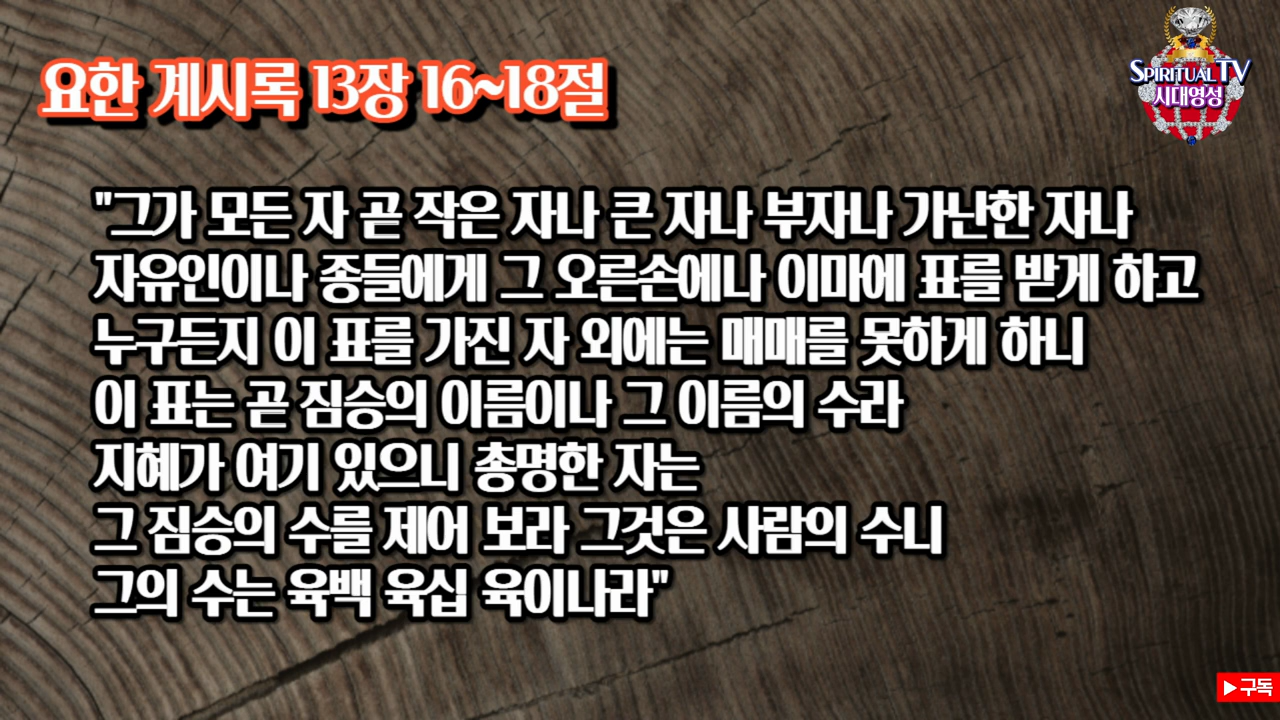 요한 계시록 13장 16~18절
SPIRITUAL TV
시대영성
"그가 모든 자 곧 작은 자나 큰 자나 부자나 가난한 자나
자유인이나 종들에게 그 오른손에나 이마에 표를 받게 하고
누구든지 이 표를 가진 자 외에는 매매를 못하게 하니
이 표는 곧 짐승의 이름이나 그 이름의 수라
지혜가 여기 있으니 총명한 자는
그 짐승의 수를 제어 보라 그것은 사람의 수니
그의 수는 육백 육십 육이나라"
구독